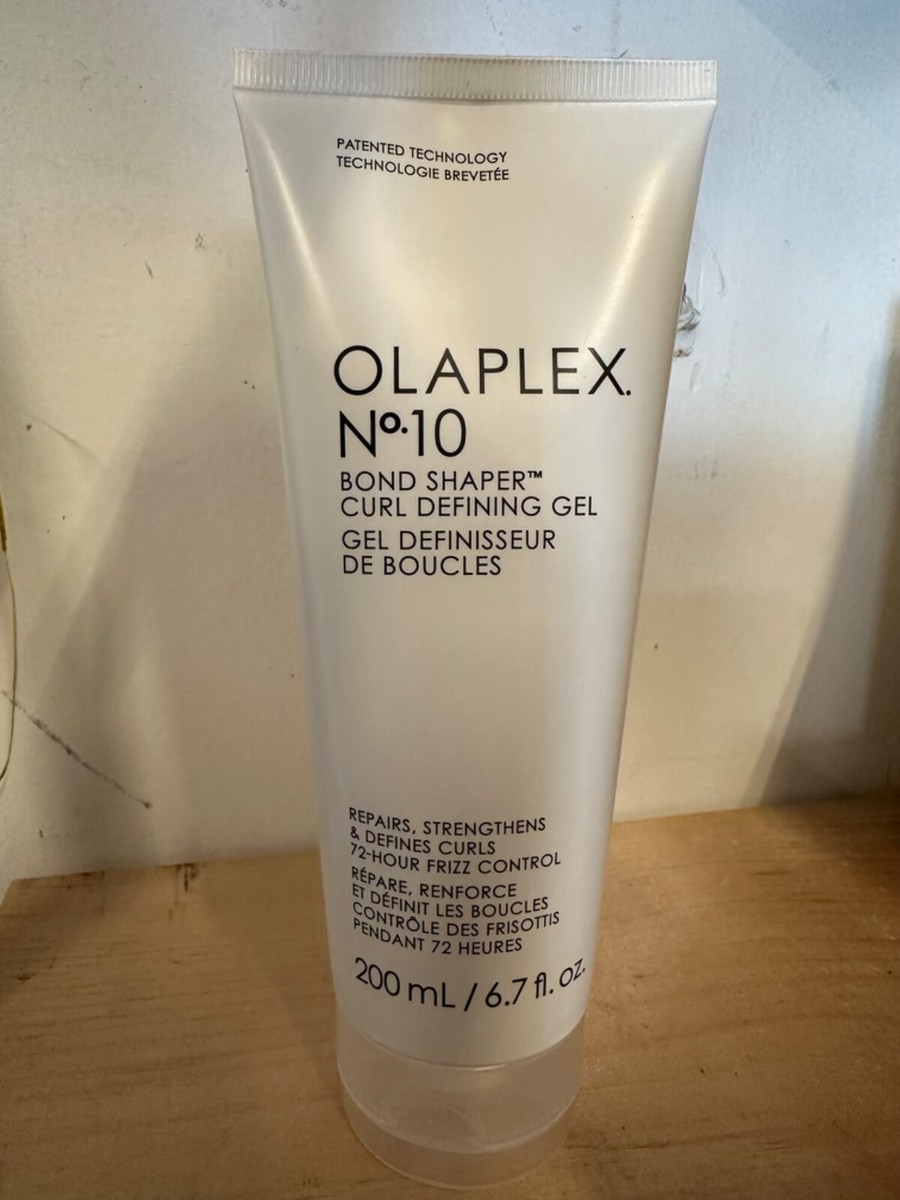 PATENTED TECHNOLOGY
TECHNOLOGIE BREVETÉE
OLAPLEX.
Nº.10
BOND SHAPER™
CURL DEFINING GEL
GEL DEFINISSEUR
DE BOUCLES
REPAIRS, STRENGTHENS
& DEFINES CURLS
72-HOUR FRIZZ CONTROL
RÉPARE, RENFORCE
ET DÉFINIT LES BOUCLES
CONTRÔLE DES FRISOTTIS
PENDANT 72 HEURES
200 mL / 6.7 fl. oz.